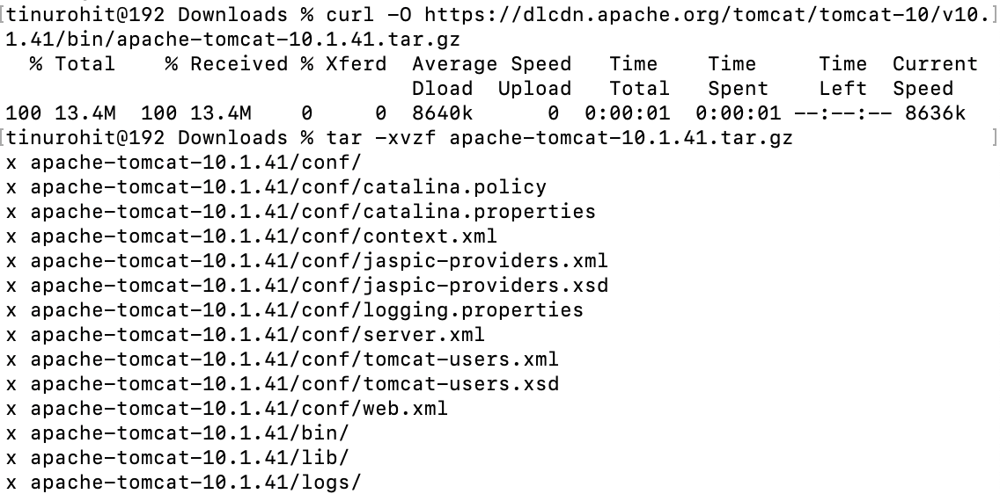 [tinurohit@192 Downloads % curl -O https://dlcdn.apache.org/tomcat/tomcat-10/v10.]
1.41/bin/apache-tomcat-10.1.41.tar.gz
  % Total    % Received % Xferd  Average Speed   Time    Time     Time  Current
                                 Dload  Upload   Total   Spent    Left  Speed
100 13.4M  100 13.4M    0     0  8640k      0  0:00:01  0:00:01 --:--:-- 8636k
[tinurohit@192 Downloads % tar -xvzf apache-tomcat-10.1.41.tar.gz                ]
x apache-tomcat-10.1.41/conf/
x apache-tomcat-10.1.41/conf/catalina.policy
x apache-tomcat-10.1.41/conf/catalina.properties
x apache-tomcat-10.1.41/conf/context.xml
x apache-tomcat-10.1.41/conf/jaspic-providers.xml
x apache-tomcat-10.1.41/conf/jaspic-providers.xsd
x apache-tomcat-10.1.41/conf/logging.properties
x apache-tomcat-10.1.41/conf/server.xml
x apache-tomcat-10.1.41/conf/tomcat-users.xml
x apache-tomcat-10.1.41/conf/tomcat-users.xsd
x apache-tomcat-10.1.41/conf/web.xml
x apache-tomcat-10.1.41/bin/
x apache-tomcat-10.1.41/lib/
x apache-tomcat-10.1.41/logs/